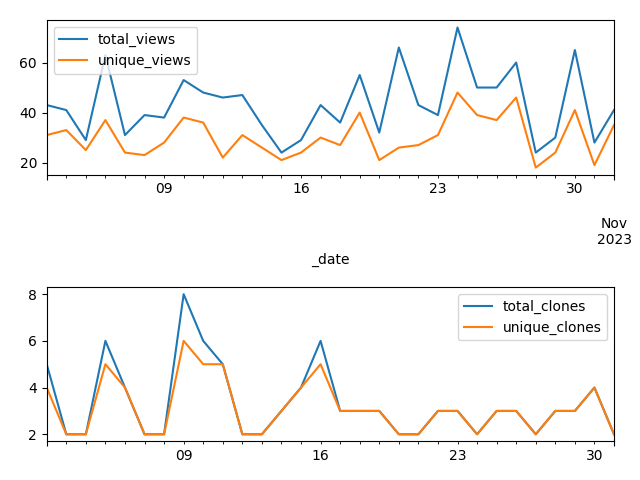 total_views
unique_views
60
40
20
09 16 23 30
Nov
2023
_date
8
6
4
2
total_clones
unique_clones
09 16 23 30